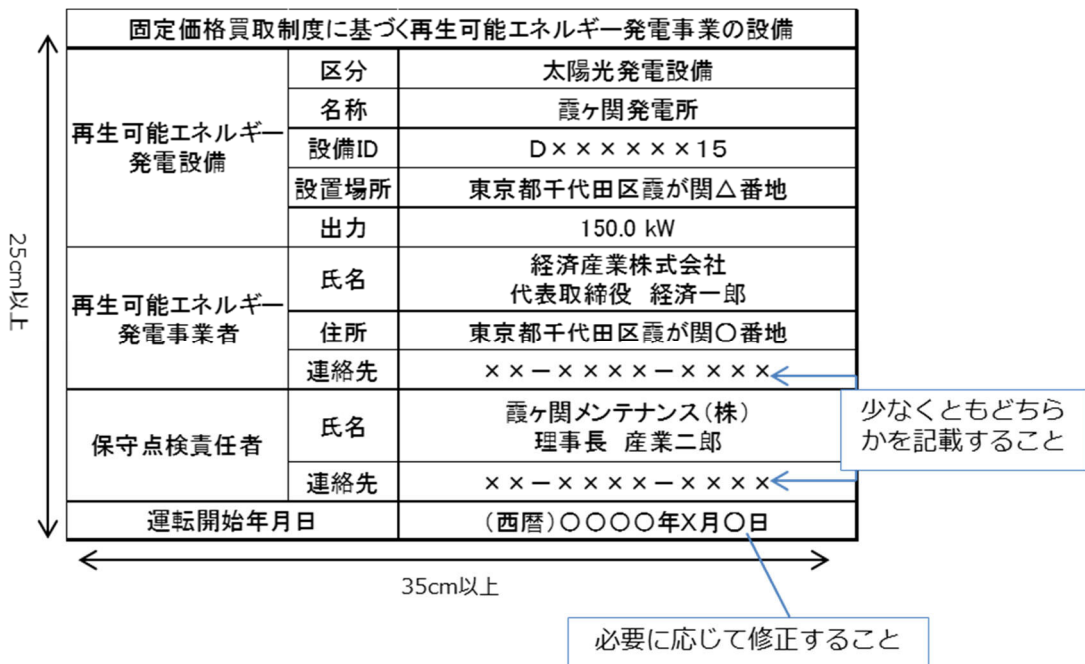 固定価格買取制度に基づく再生可能エネルギー発電事業の設備
再生可能エネルギー
発電設備
区分
太陽光発電設備
名称
霞ヶ関発電所
設備ID
D××××××15
設置場所
東京都千代田区霞が関△番地
出力
150.0 kW
再生可能エネルギー
発電事業者
氏名
経済産業株式会社
代表取締役 経済一郎
住所
東京都千代田区霞が関〇番地
連絡先
××-××××-××××
保守点検責任者
氏名
霞ヶ関メンテナンス(株)
理事長 産業二郎
連絡先
××-××××-××××
運転開始年月日
(西暦)〇〇〇〇年X月〇日
25cm以上
35cm以上
少なくともどちら
かを記載すること
必要に応じて修正すること